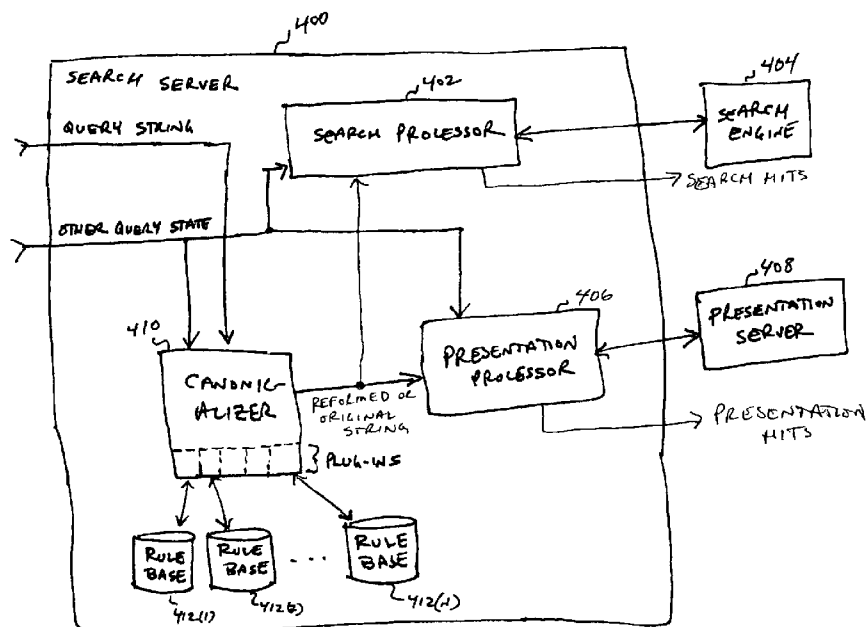 400
SEARCH SERVER
402
404
QUERY STRING
SEARCH PROCESSOR
SEARCH ENGINE
SEARCH HITS
OTHER QUERY STATE
408
406
410
PRESENTATION SERVER
CANONIC-
ALIZER
PRESENTATION
PROCESSOR
REFORMED OR
ORIGINAL
STRING
PRESENTATION
HITS
PLUG-INS
RULE
BASE
RULE
BASE
...
RULE
BASE
412(1)
412(2)
412(N)